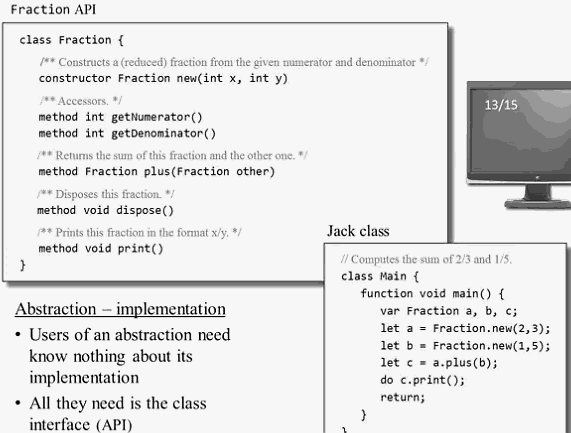 Fraction API
class Fraction {
/** Constructs a (reduced) fraction from the given numerator and denominator */
constructor Fraction new(int x, int y)
/** Accessors. */
method int getNumerator()
method int getDenominator()
/** Returns the sum of this fraction and the other one. */
method Fraction plus(Fraction other)
/** Disposes this fraction. */
method void dispose()
/** Prints this fraction in the format x/y. */
method void print()
}
13/15
Jack class
// Computes the sum of 2/3 and 1/5.
class Main {
function void main() {
var Fraction a, b, c;
let a = Fraction.new(2,3);
let b = Fraction.new(1,5);
let c = a.plus(b);
do c.print();
return;
}
}
Abstraction – implementation
• Users of an abstraction need
know nothing about its
implementation
• All they need is the class
interface (API)